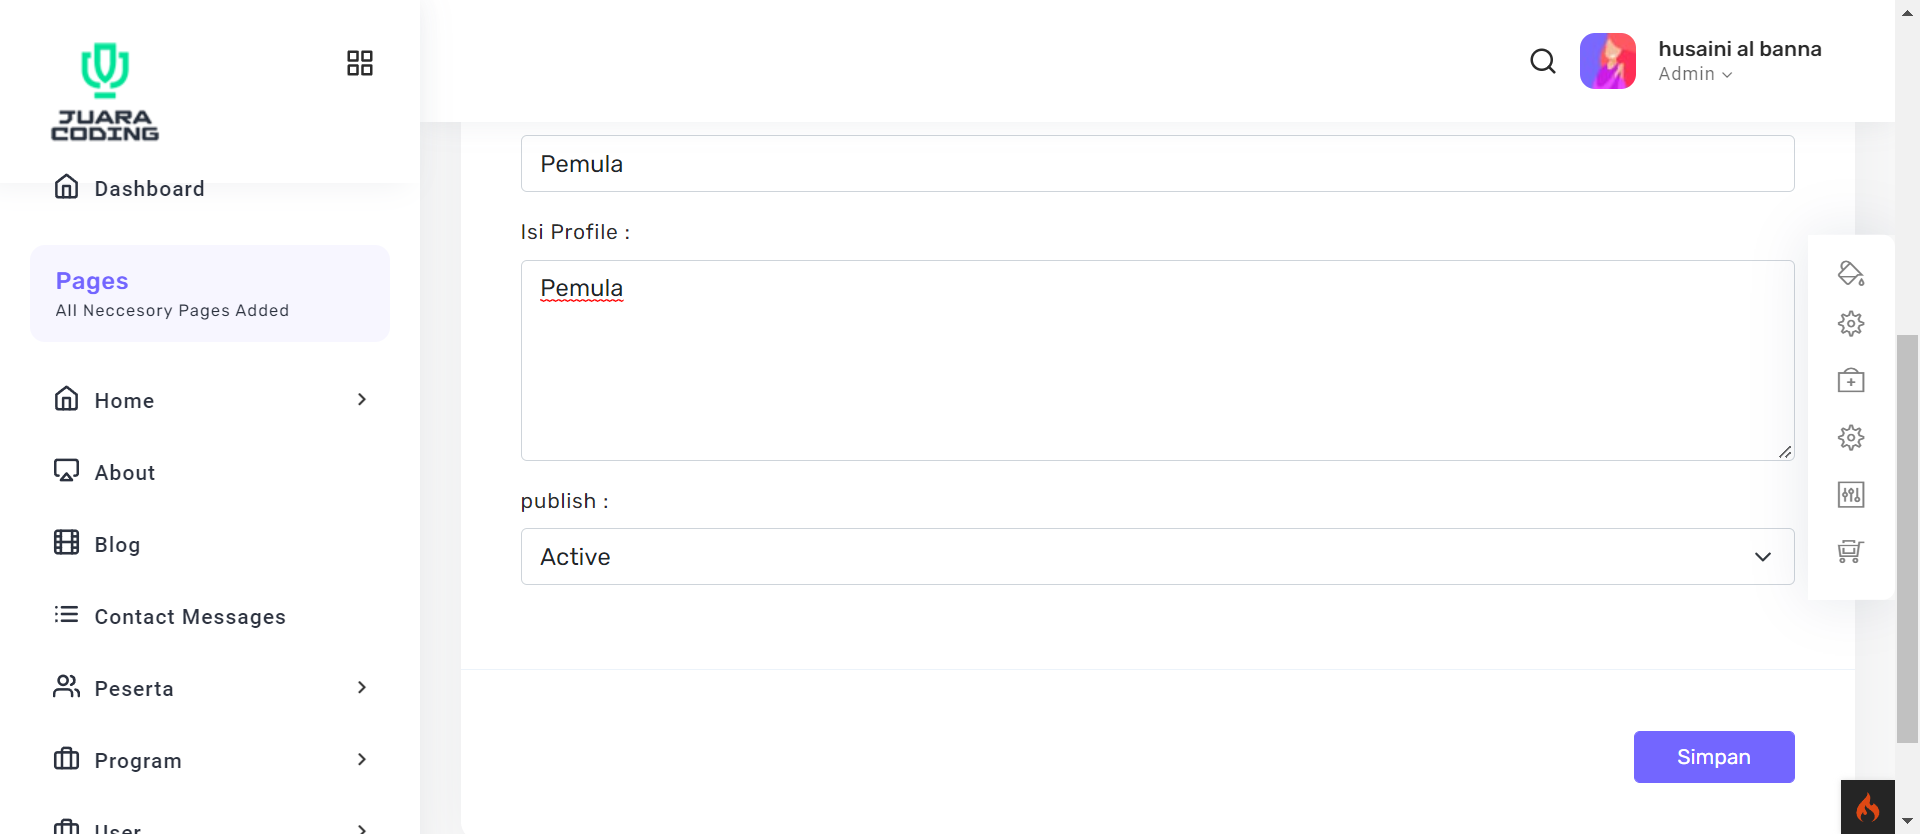 JUARA
CODING
husaini al banna
Admin
Dashboard
Pages
All Neccesory Pages Added
Home
About
Blog
Contact Messages
Peserta
Program
User
Pemula
Isi Profile :
Pemula
publish :
Active
Simpan